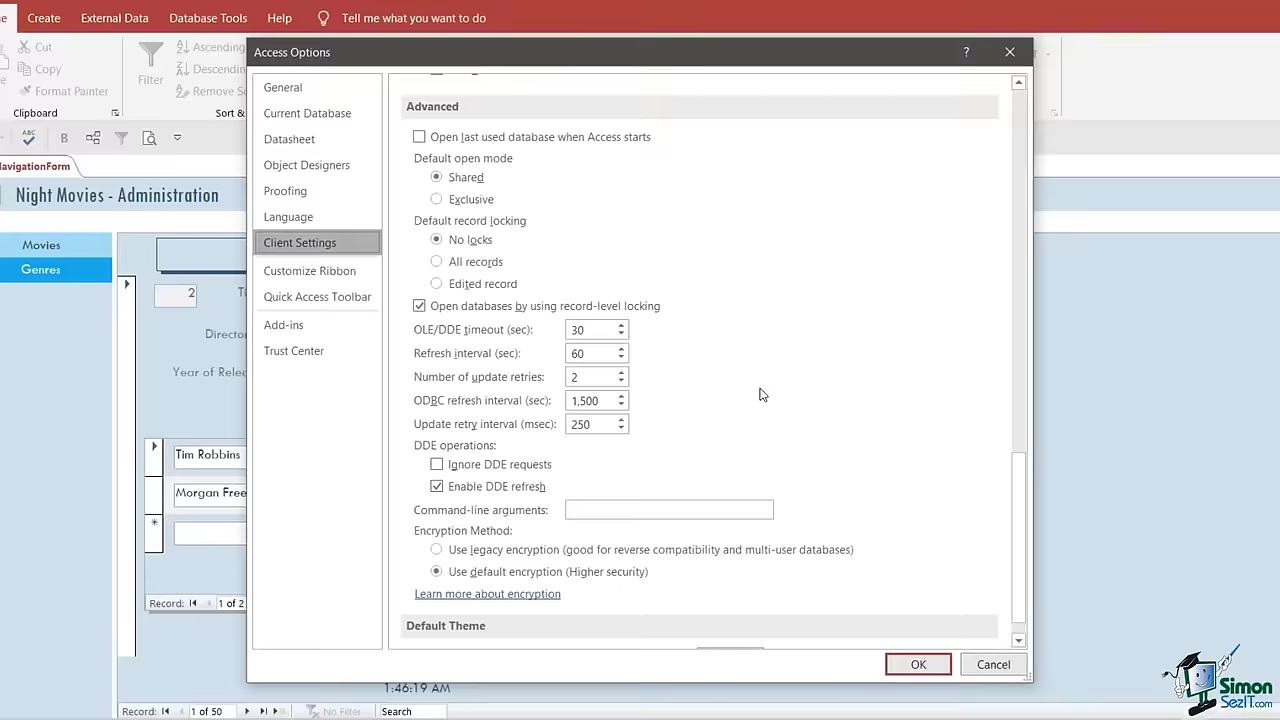 Create External Data Database Tools Help Tell me what you want to do
Access Options
?
Cut
Copy
Format Painter
Clipboard
Filter
Ascending
Sort &
ABC
B
NavigationForm
Night Movies - Administration
Movies
Genres
2
Year of
Tim Robbins
Morgan Free
*
Record: 1 of 2
General
Current Database
Datasheet
Object Designers
Proofing
Language
Client Settings
Customize Ribbon
Quick Access Toolbar
Add-ins
Trust Center
Advanced
Open last used database when Access starts
Default open mode
Shared
Exclusive
Default record locking
No locks
All records
Edited record
Open databases by using record-level locking
OLE/DDE timeout (sec): 30
Refresh interval (sec): 60
Number of update retries: 2
ODBC refresh interval (sec): 1,500
Update retry interval (msec): 250
DDE operations:
Ignore DDE requests
Enable DDE refresh
Command-line arguments:
Encryption Method:
Use legacy encryption (good for reverse compatibility and multi-user databases)
Use default encryption (Higher security)
Learn more about encryption
Default Theme
OK Cancel
1:46:19 AM
Record: 1 of 50 No Filter Search
Simon
SezIT.com